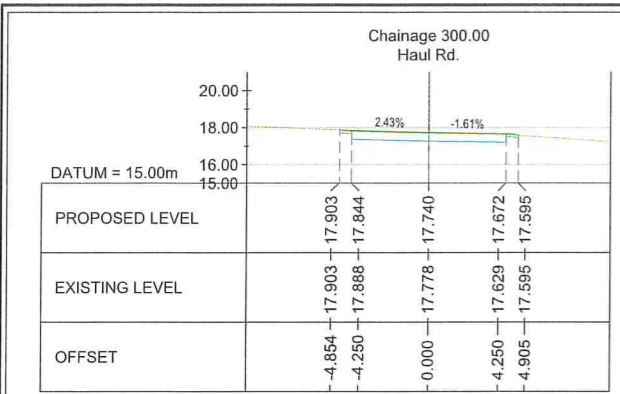 Chainage 300.00
Haul Rd.
20.00
2.43% -1.61%
18.00
16.00
DATUM = 15.00m
15.00
PROPOSED LEVEL 17.903 17.844 17.740 17.672 17.595
EXISTING LEVEL 17.903 17.888 17.778 17.629 17.595
OFFSET -4.854 -4.250 0.000 4.250 4.905